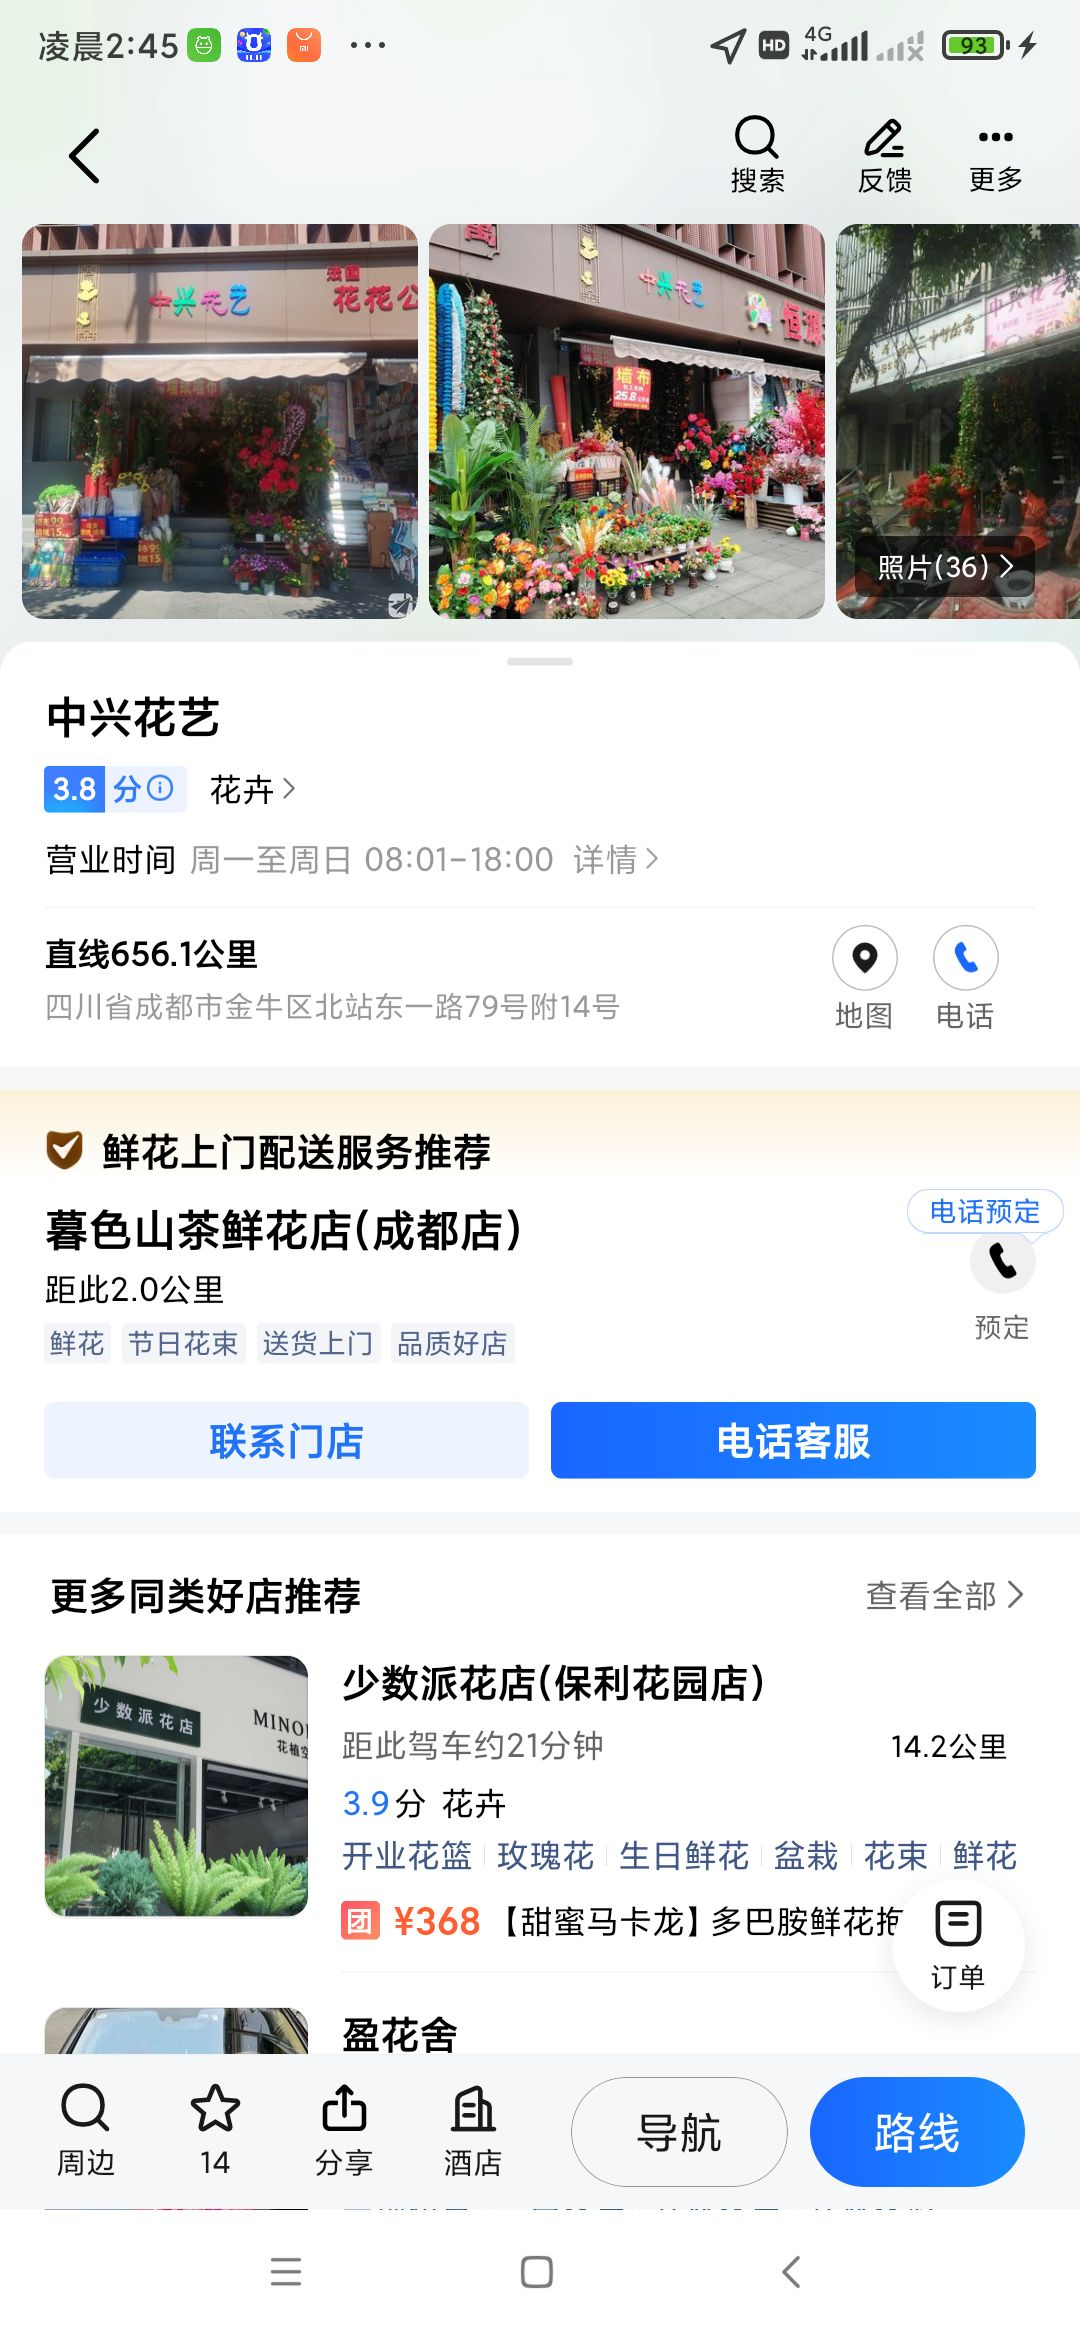 凌晨2:45
HD 4G 93
搜索 反馈 更多
中兴花艺 法国
花花公
中兴花艺 恒源
墙布
25.8
中兴花艺
照片(36)
中兴花艺
3.8 分 花卉
营业时间 周一至周日 08:01-18:00 详情
直线656.1公里
四川省成都市金牛区北站东一路79号附14号
地图 电话
鲜花上门配送服务推荐
暮色山茶鲜花店(成都店)
电话预定
距此2.0公里
预定
鲜花 节日花束 送货上门 品质好店
联系门店 电话客服
更多同类好店推荐 查看全部
少数派花店
MINO
花植空
少数派花店(保利花园店)
距此驾车约21分钟 14.2公里
3.9分 花卉
开业花篮 玫瑰花 生日鲜花 盆栽 花束 鲜花
团 ¥368 【甜蜜马卡龙】多巴胺鲜花抱
订单
盈花舍
周边 14 分享 酒店 导航 路线